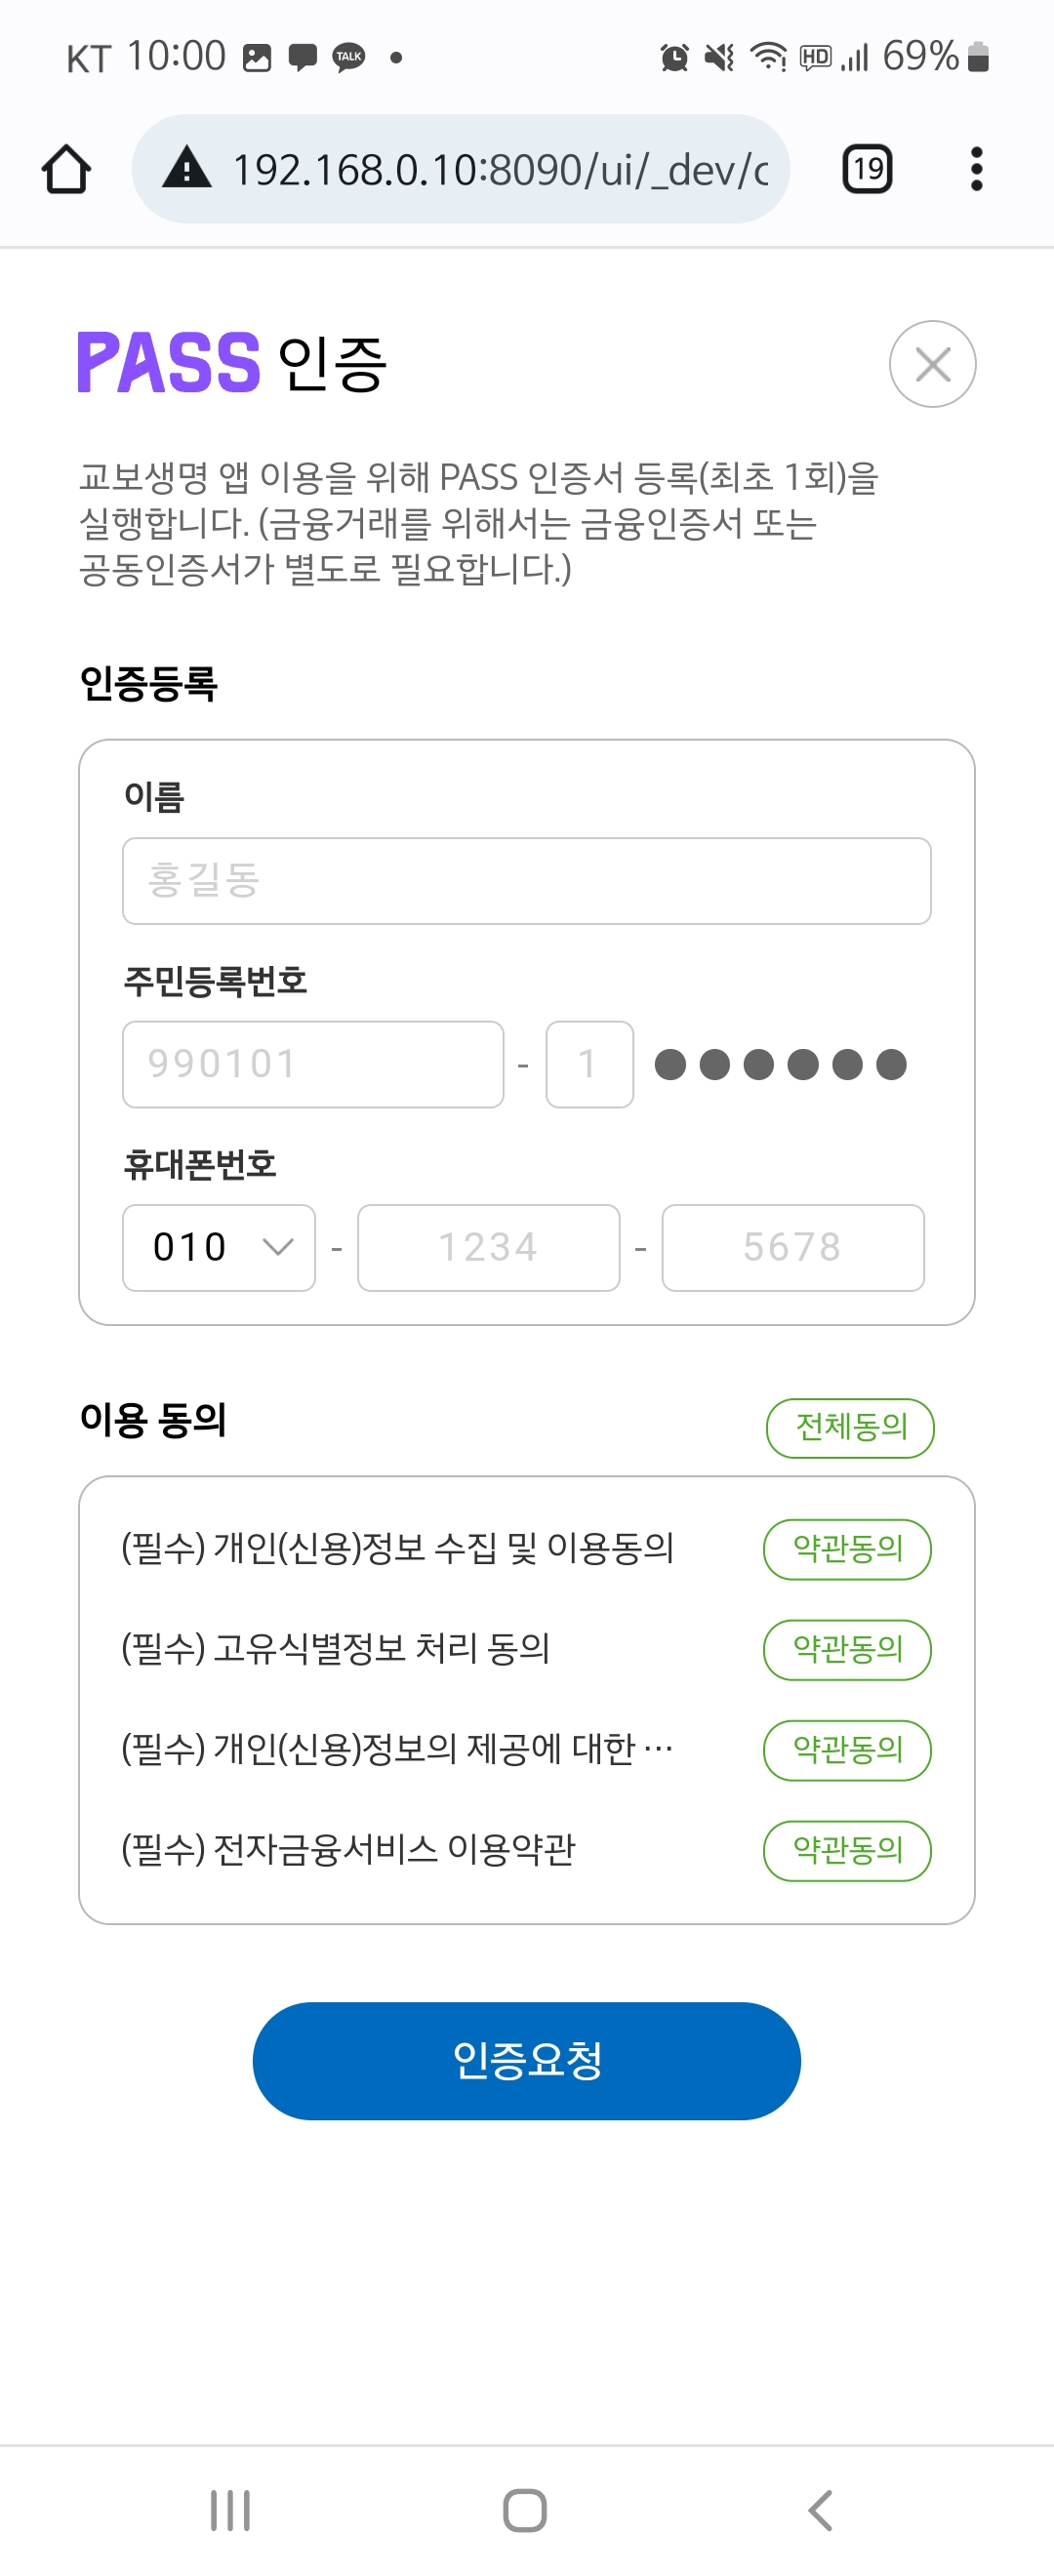 KT 10:00 TALK HD 69%
192.168.0.10:8090/ui/_dev/c 19
PASS 인증
교보생명 앱 이용을 위해 PASS 인증서 등록(최초 1회)을
실행합니다. (금융거래를 위해서는 금융인증서 또는
공동인증서가 별도로 필요합니다.)
인증등록
이름
홍길동
주민등록번호
990101 - 1 ●●●●●●
휴대폰번호
010 - 1234 - 5678
이용 동의 전체동의
(필수) 개인(신용)정보 수집 및 이용동의 약관동의
(필수) 고유식별정보 처리 동의 약관동의
(필수) 개인(신용)정보의 제공에 대한 ··· 약관동의
(필수) 전자금융서비스 이용약관 약관동의
인증요청